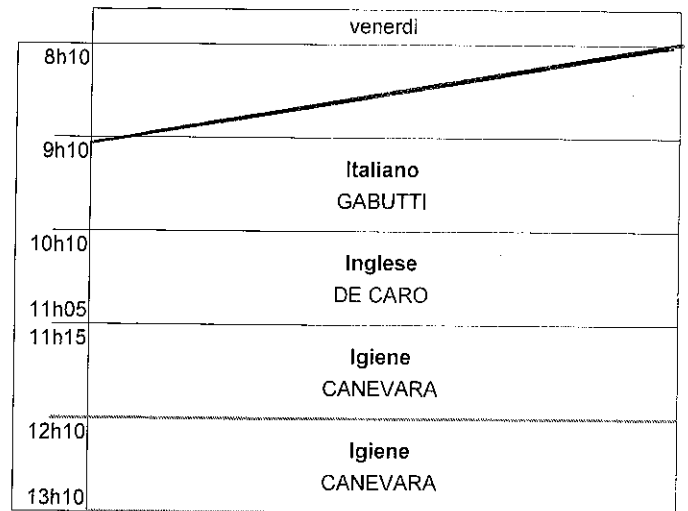 venerdì
8h10
9h10
Italiano
GABUTTI
10h10
Inglese
DE CARO
11h05
11h15
Igiene
CANEVARA
12h10
Igiene
CANEVARA
13h10